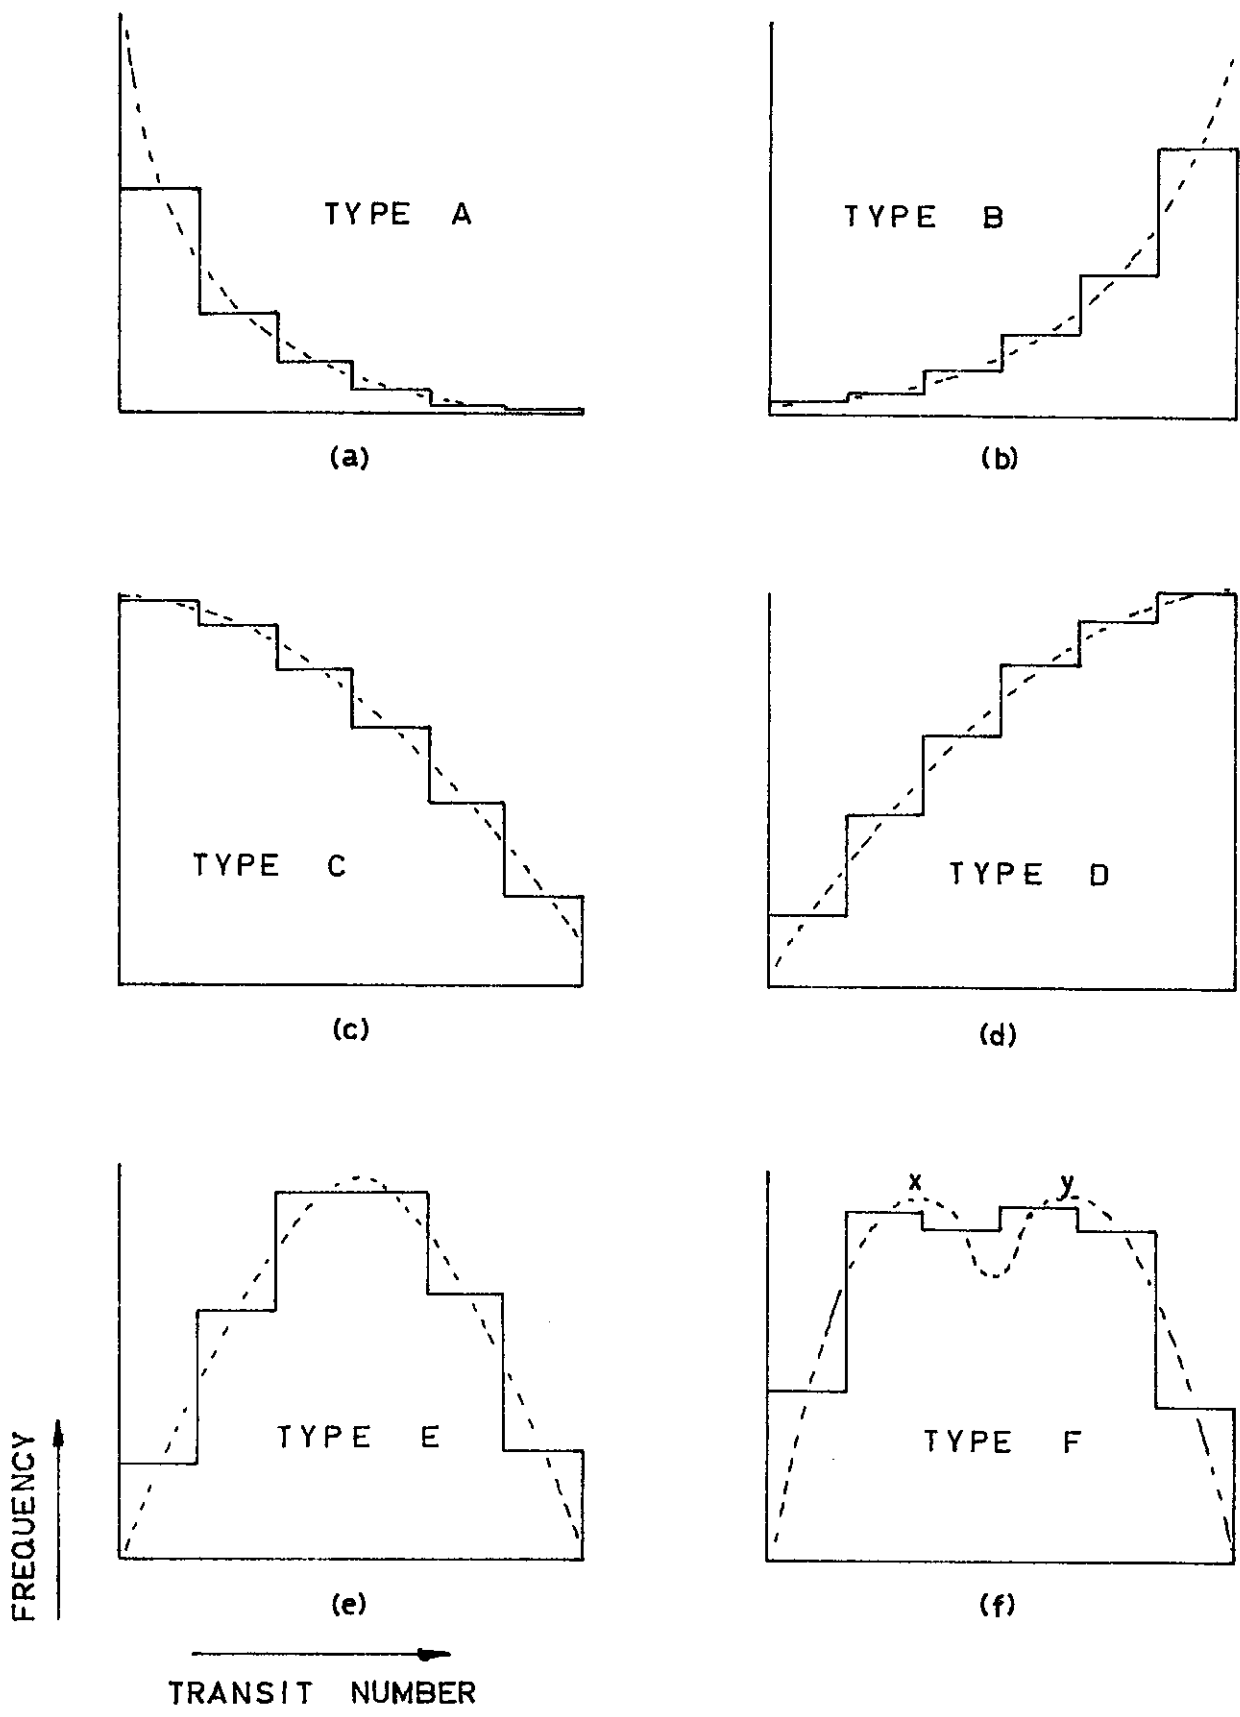 TYPE A
TYPE B
(a)
(b)
TYPE C
TYPE D
(c)
(d)
x
y
TYPE E
TYPE F
FREQUENCY
(e)
(f)
TRANSIT NUMBER